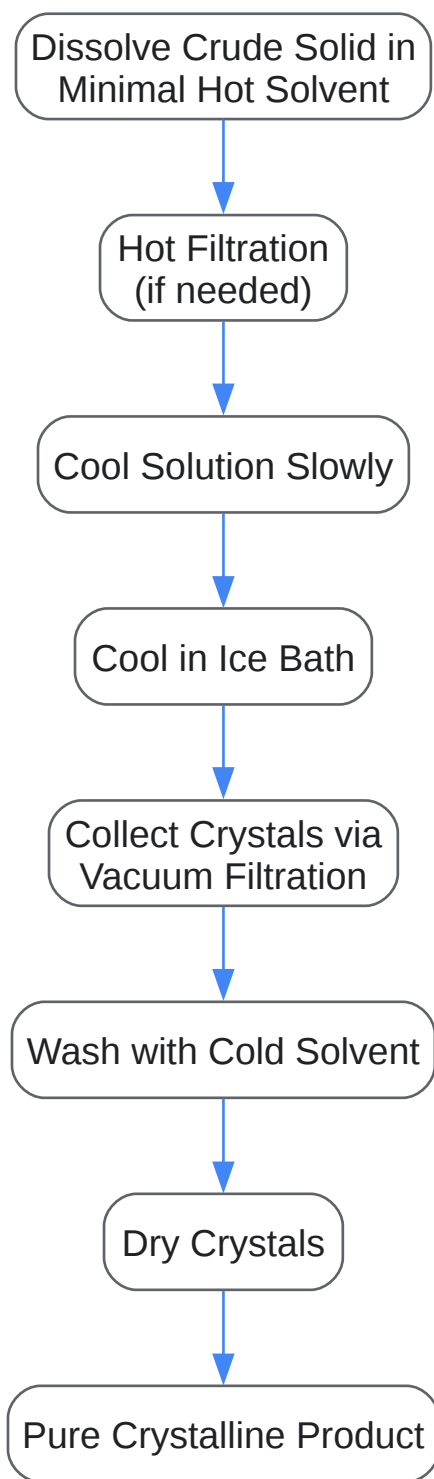 Dissolve Crude Solid in
Minimal Hot Solvent
Hot Filtration
(if needed)
Cool Solution Slowly
Cool in Ice Bath
Collect Crystals via
Vacuum Filtration
Wash with Cold Solvent
Dry Crystals
Pure Crystalline Product